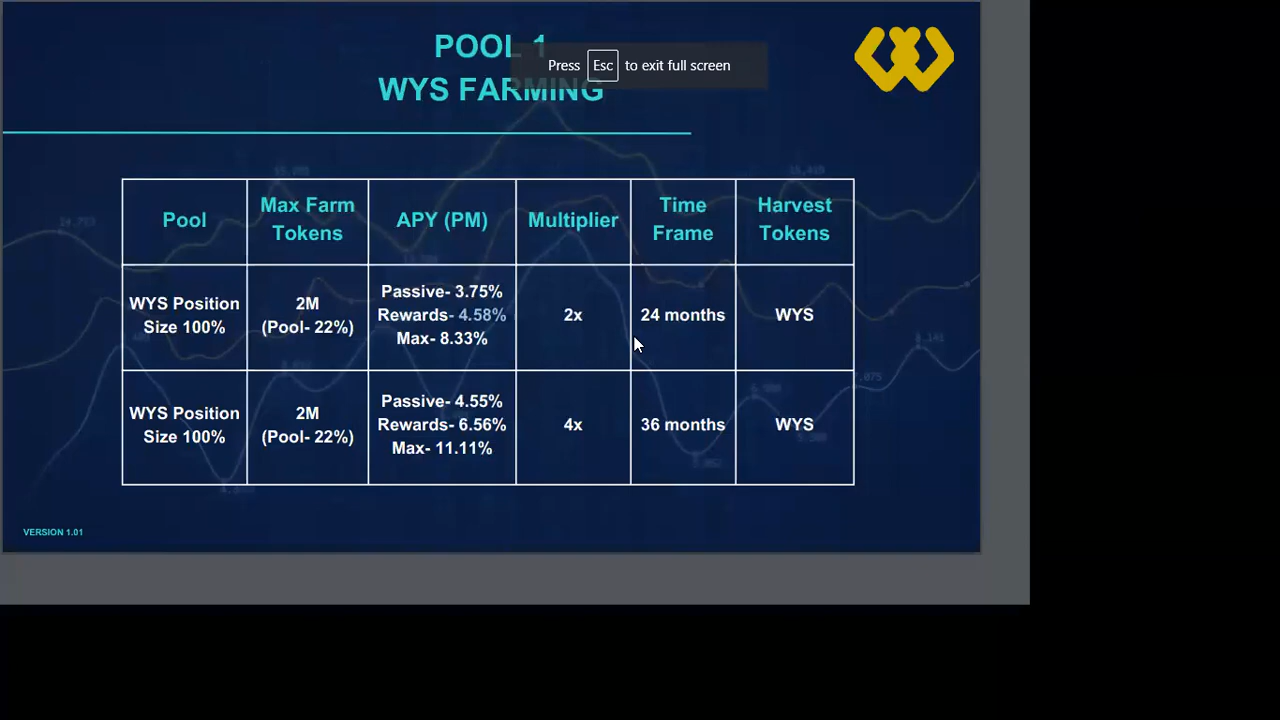 POOL 1
WYS FARMING
Press Esc to exit full screen
Pool
Max Farm
Tokens
APY (PM)
Multiplier
Time
Frame
Harvest
Tokens
WYS Position
Size 100%
2M
(Pool- 22%)
Passive- 3.75%
Rewards- 4.58%
Max- 8.33%
2x
24 months
WYS
WYS Position
Size 100%
2M
(Pool- 22%)
Passive- 4.55%
Rewards- 6.56%
Max- 11.11%
4x
36 months
WYS
VERSION 1.01